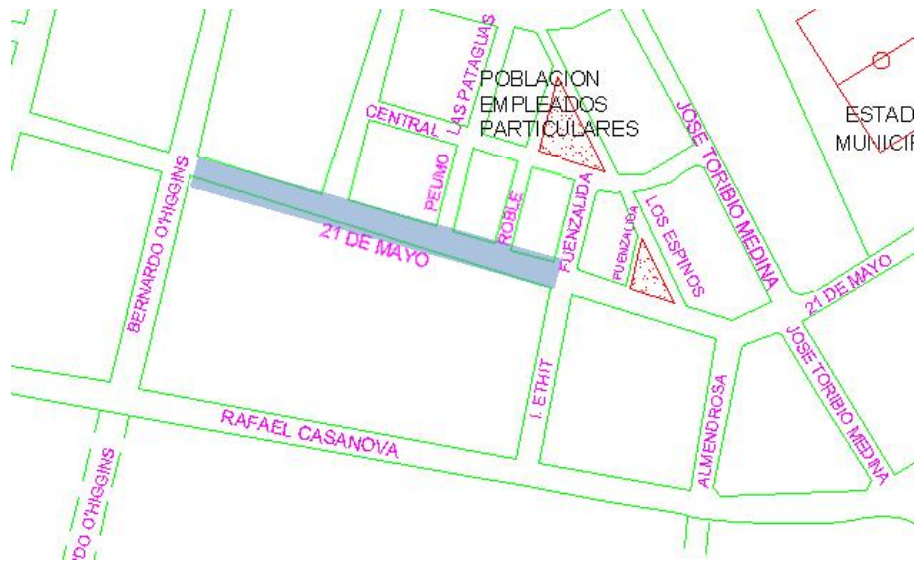 LAS PATAGUAS
POBLACION
EMPLEADOS
PARTICULARES
CENTRAL
JOSE TORIBIO MEDINA
ESTAD
MUNICIP
PEUMO
ROBLE
FUENZALIDA
FUENZALIDA
LOS ESPINOS
BERNARDO O'HIGGINS
21 DE MAYO
21 DE MAYO
JOSE TORIBIO MEDINA
I. ETHIT
ALMENDROSA
RAFAEL CASANOVA
RDO O'HIGGINS